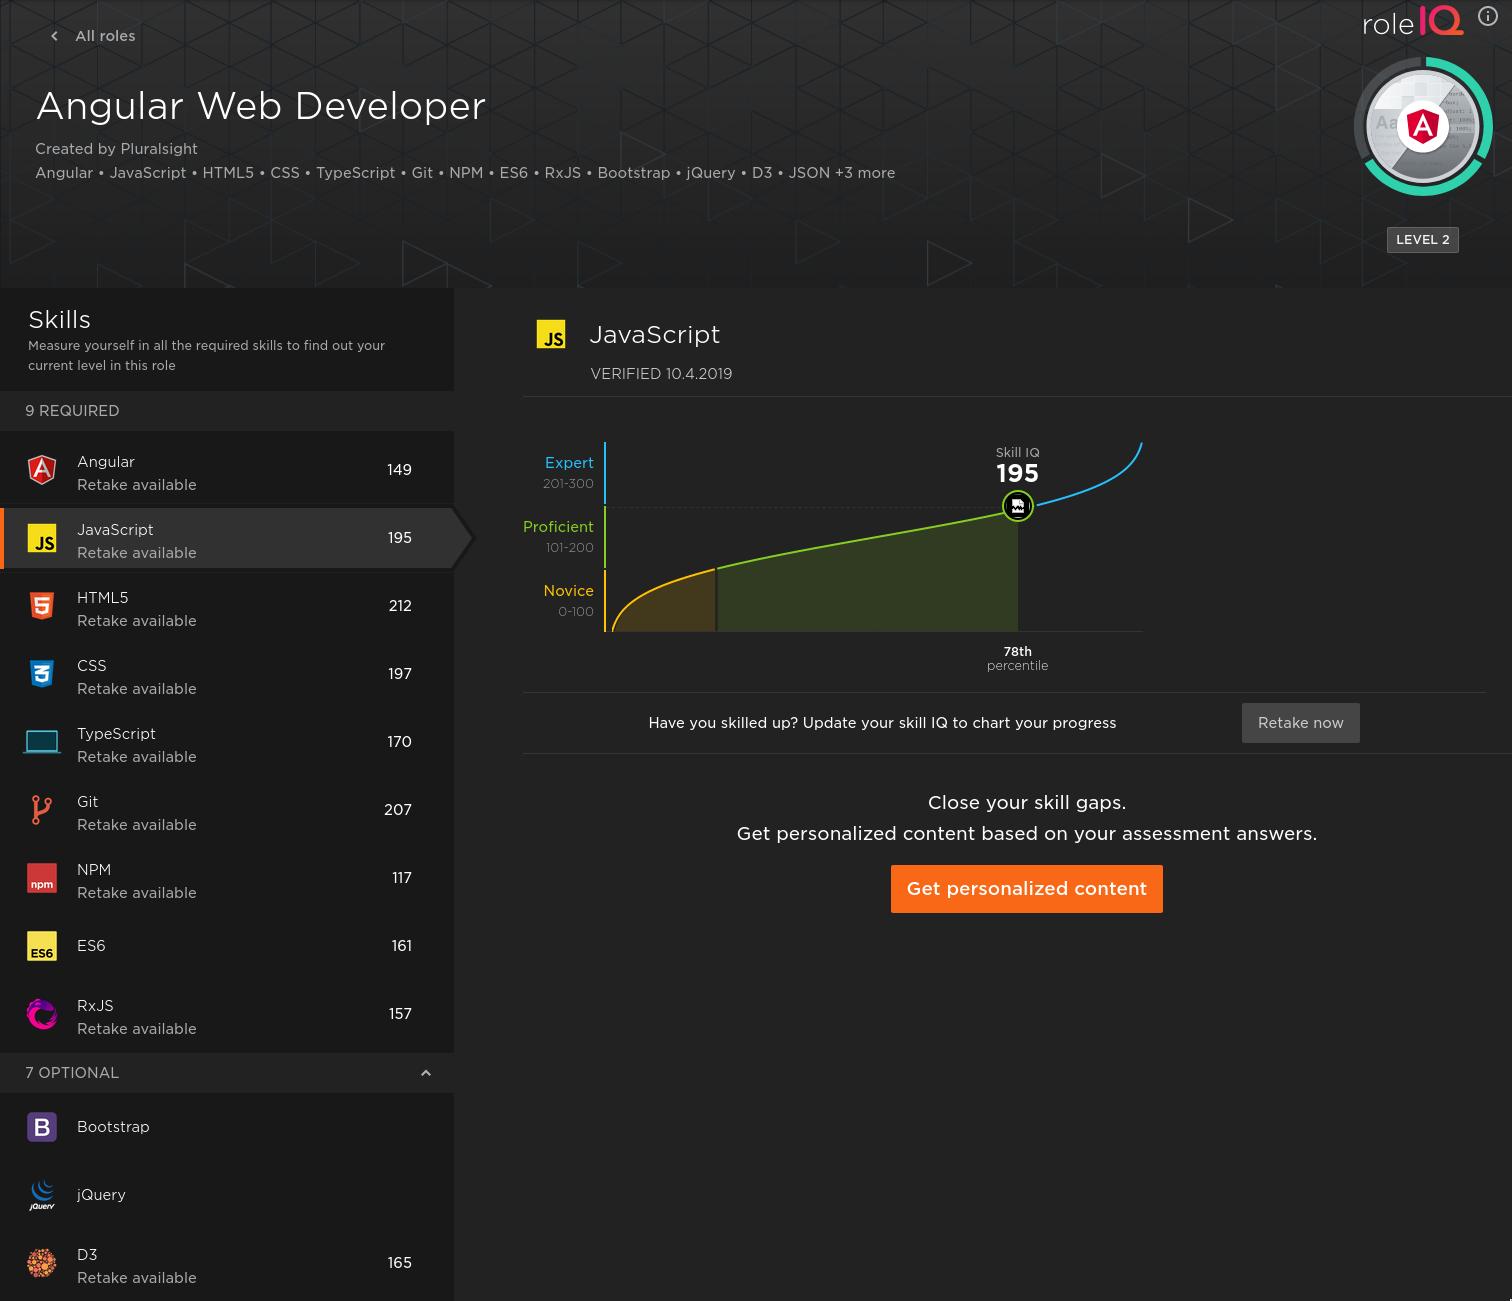 All roles
role IQ
Angular Web Developer
Created by Pluralsight
Angular • JavaScript • HTML5 • CSS • TypeScript • Git • NPM • ES6 • RxJS • Bootstrap • jQuery • D3 • JSON +3 more
Aa
LEVEL 2
Skills
Measure yourself in all the required skills to find out your
current level in this role
9 REQUIRED
Angular
Retake available
149
JS
JavaScript
Retake available
195
HTML5
Retake available
212
CSS
Retake available
197
TypeScript
Retake available
170
Git
Retake available
207
npm
NPM
Retake available
117
ES6
ES6
161
RxJS
Retake available
157
7 OPTIONAL
B
Bootstrap
jQuery
jQuery
D3
Retake available
165
JS
JavaScript
VERIFIED 10.4.2019
Expert
201-300
Proficient
101-200
Novice
0-100
Skill IQ
195
78th
percentile
Have you skilled up? Update your skill IQ to chart your progress
Retake now
Close your skill gaps.
Get personalized content based on your assessment answers.
Get personalized content